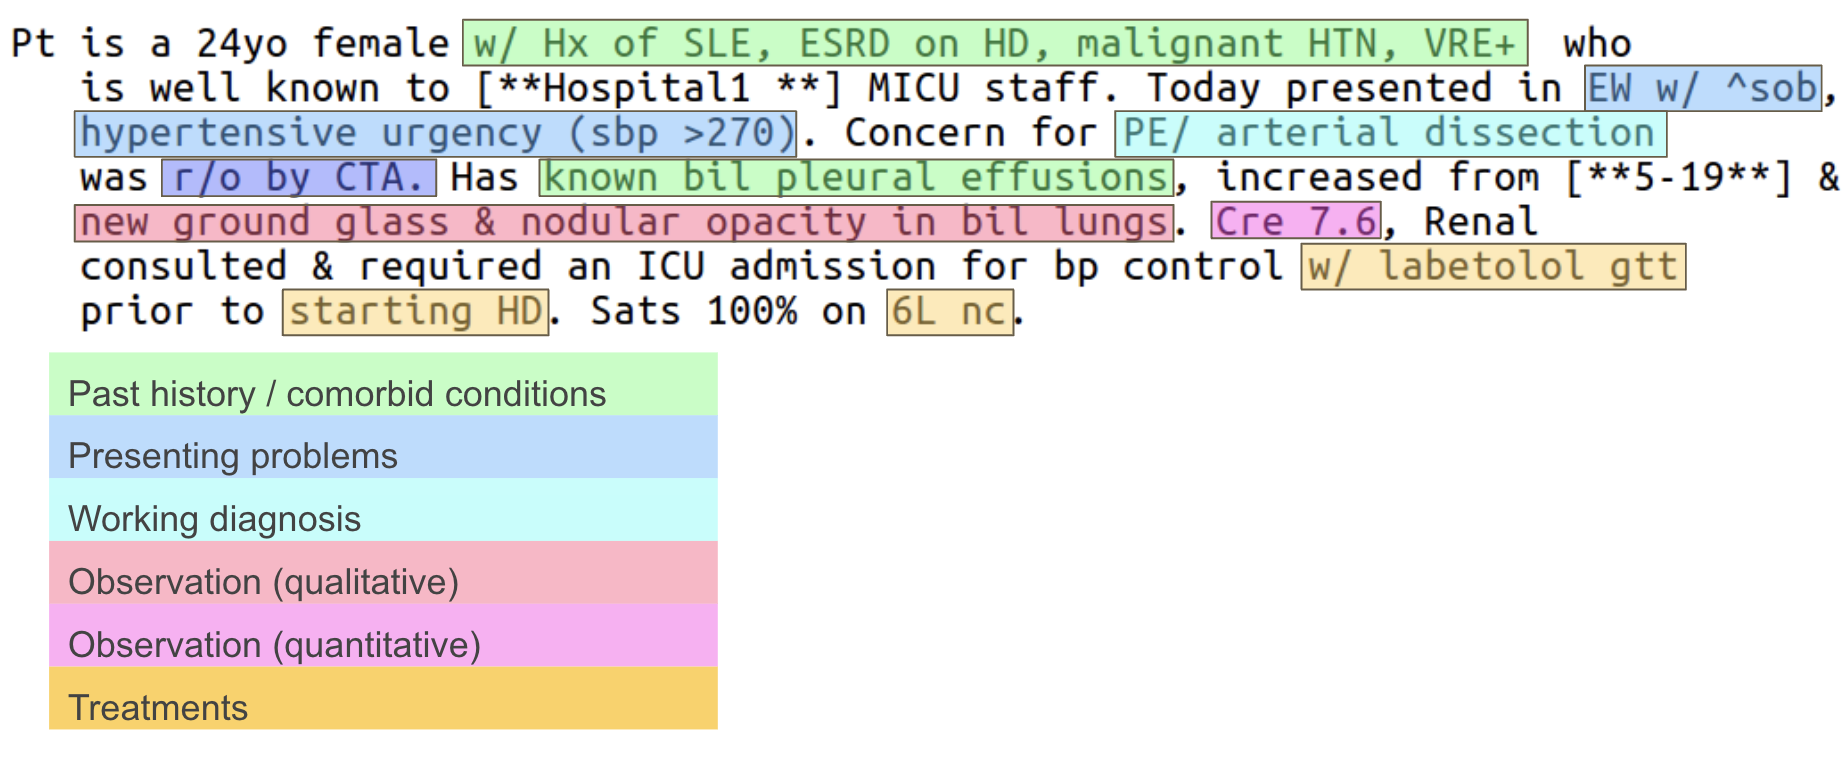 Pt is a 24yo female w/ Hx of SLE, ESRD on HD, malignant HTN, VRE+ who
is well known to [**Hospital1 **] MICU staff. Today presented in EW w/ ^sob,
hypertensive urgency (sbp >270). Concern for PE/ arterial dissection
was r/o by CTA. Has known bil pleural effusions, increased from [**5-19**] &
new ground glass & nodular opacity in bil lungs. Cre 7.6, Renal
consulted & required an ICU admission for bp control w/ labetolol gtt
prior to starting HD. Sats 100% on 6L nc.
Past history / comorbid conditions
Presenting problems
Working diagnosis
Observation (qualitative)
Observation (quantitative)
Treatments